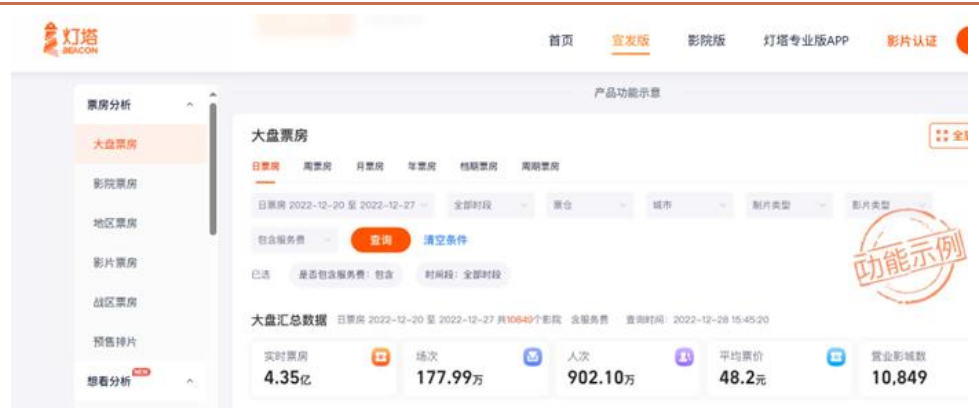 灯塔
BEACON
首页 宣发版 影院版 灯塔专业版APP 影片认证
产品功能示意
票房分析
大盘票房
影院票房
地区票房
影片票房
战区票房
预售排片
想看分析 NEW
大盘票房
日票房 周票房 月票房 年票房 档期票房 周期票房
日票房 2022-12-20 至 2022-12-27 全部时段 票仓 城市 制片类型 影片类型
包含服务费 查询 清空条件
已选 是否包含服务费：包含 时间段：全部时段
功能示例
大盘汇总数据 日票房 2022-12-20 至 2022-12-27 共10849个影院 含服务费 查询时间：2022-12-28 15:45:20
实时票房 场次 人次 平均票价 营业影城数
4.35亿 177.99万 902.10万 48.2元 10,849